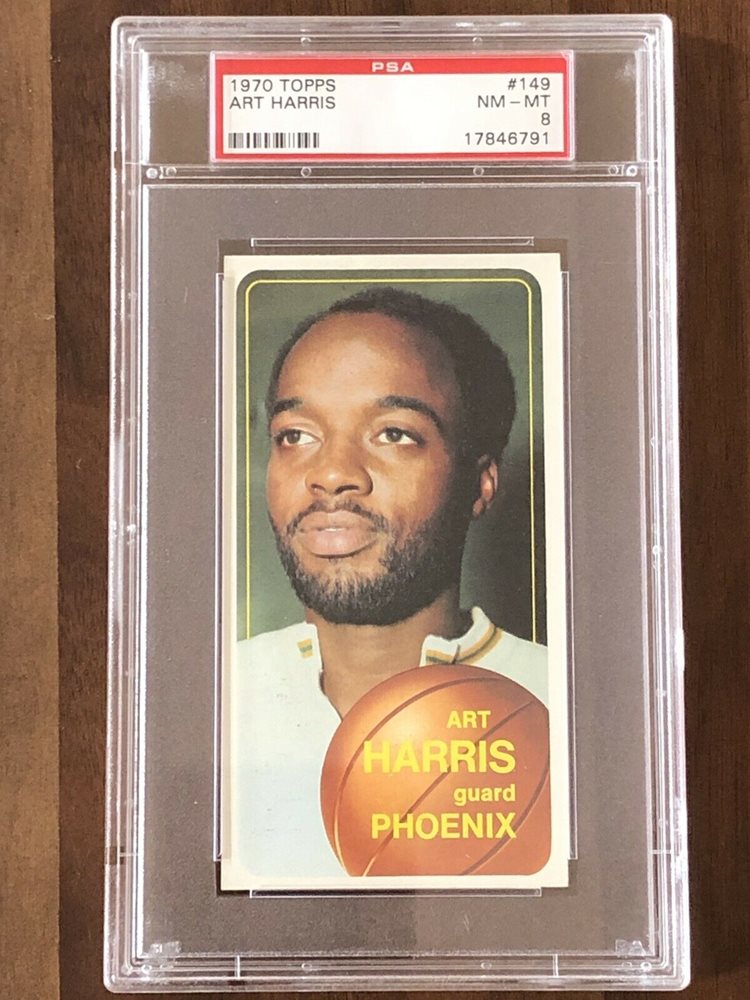 PSA
1970 TOPPS #149
ART HARRIS NM - MT
8
17846791
ART
HARRIS
guard
PHOENIX